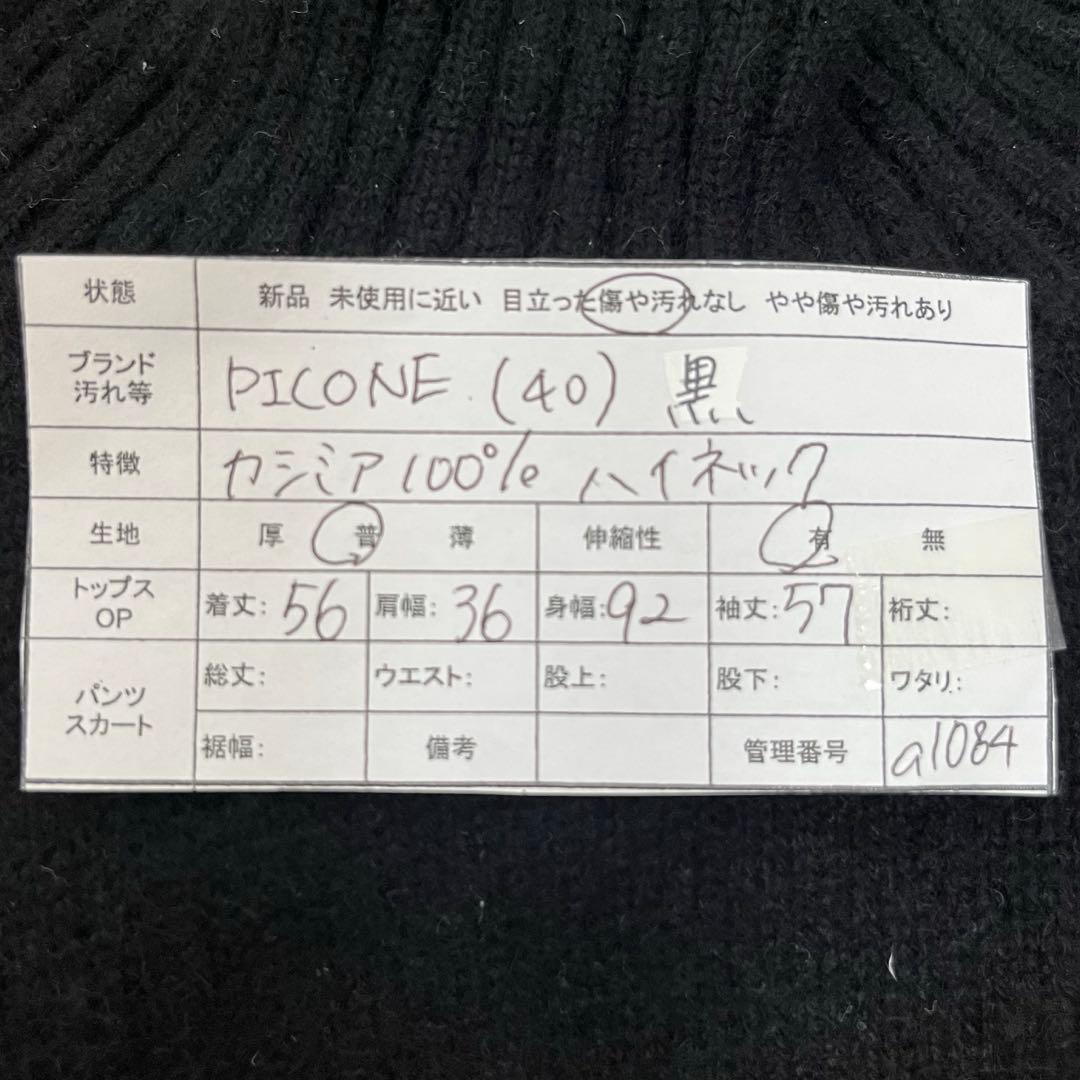 状態 新品 未使用に近い 目立った傷や汚れなし やや傷や汚れあり
ブランド
汚れ等 PICONE (40) 黒
特徴 カシミア100% ハイネック
生地 厚 普 薄 伸縮性 有 無
トップス
OP 着丈:56 肩幅:36 身幅:92 袖丈:57 裄丈:
パンツ
スカート 総丈: ウエスト: 股上: 股下: ワタリ:
裾幅: 備考 管理番号 a1084